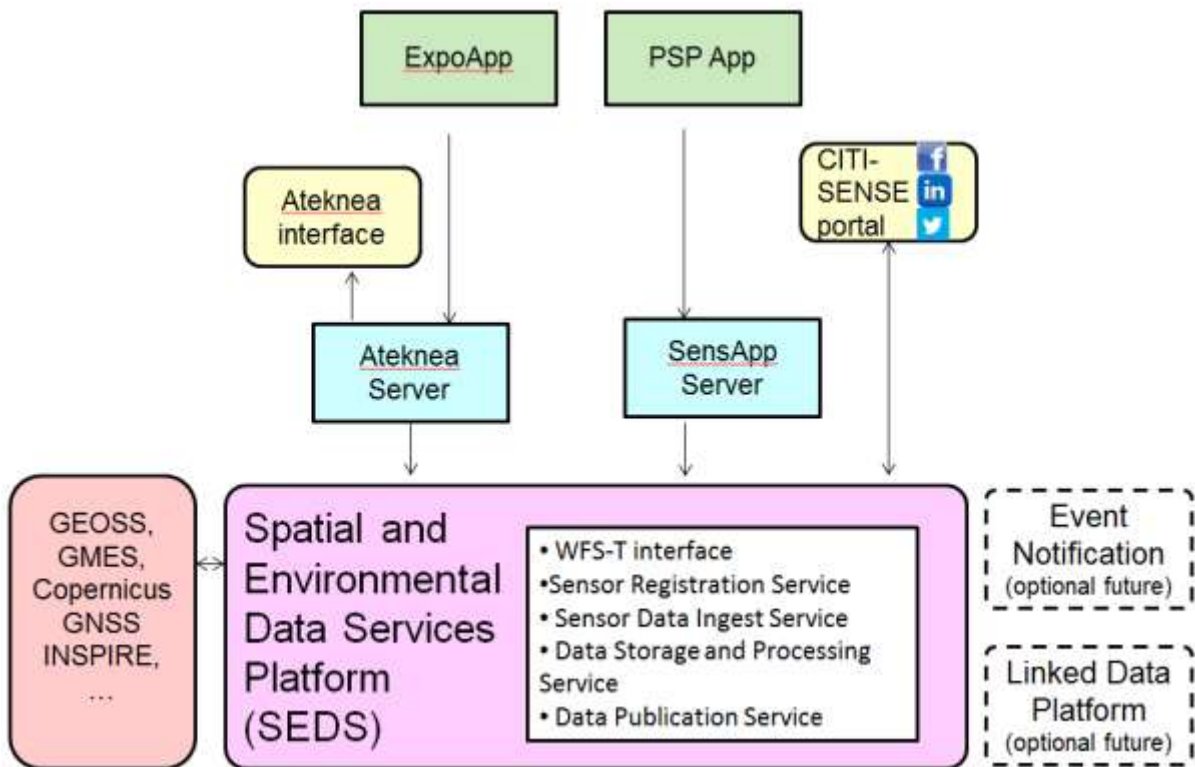 ExpoApp
PSP App
Ateknea
interface
CITI-
SENSE
portal
f
in
Ateknea
Server
SensApp
Server
GEOSS,
GMES,
Copernicus
GNSS
INSPIRE,
...
Spatial and
Environmental
Data Services
Platform
(SEDS)
• WFS-T interface
•Sensor Registration Service
• Sensor Data Ingest Service
• Data Storage and Processing
Service
• Data Publication Service
Event
Notification
(optional future)
Linked Data
Platform
(optional future)